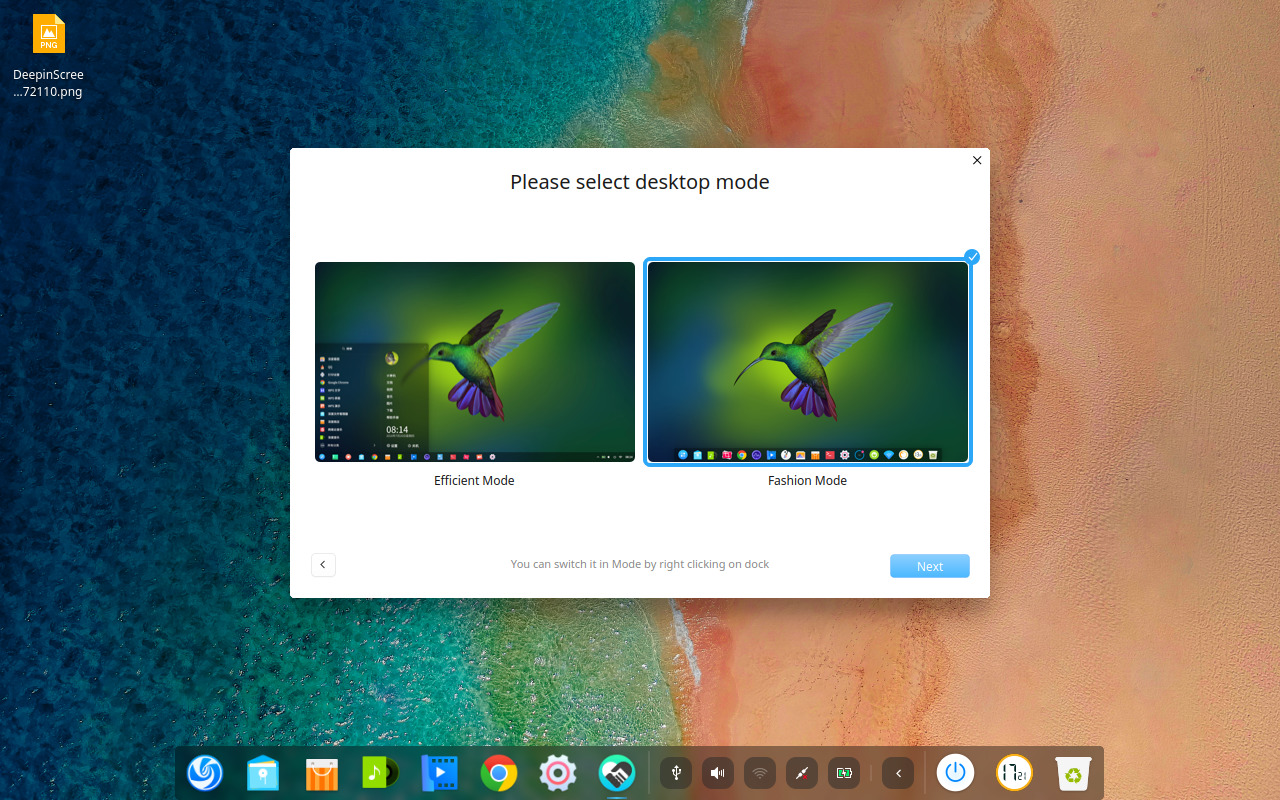 PNG
DeepinScree
...72110.png
Please select desktop mode
08:14
Efficient Mode
Fashion Mode
You can switch it in Mode by right clicking on dock
Next
17 21